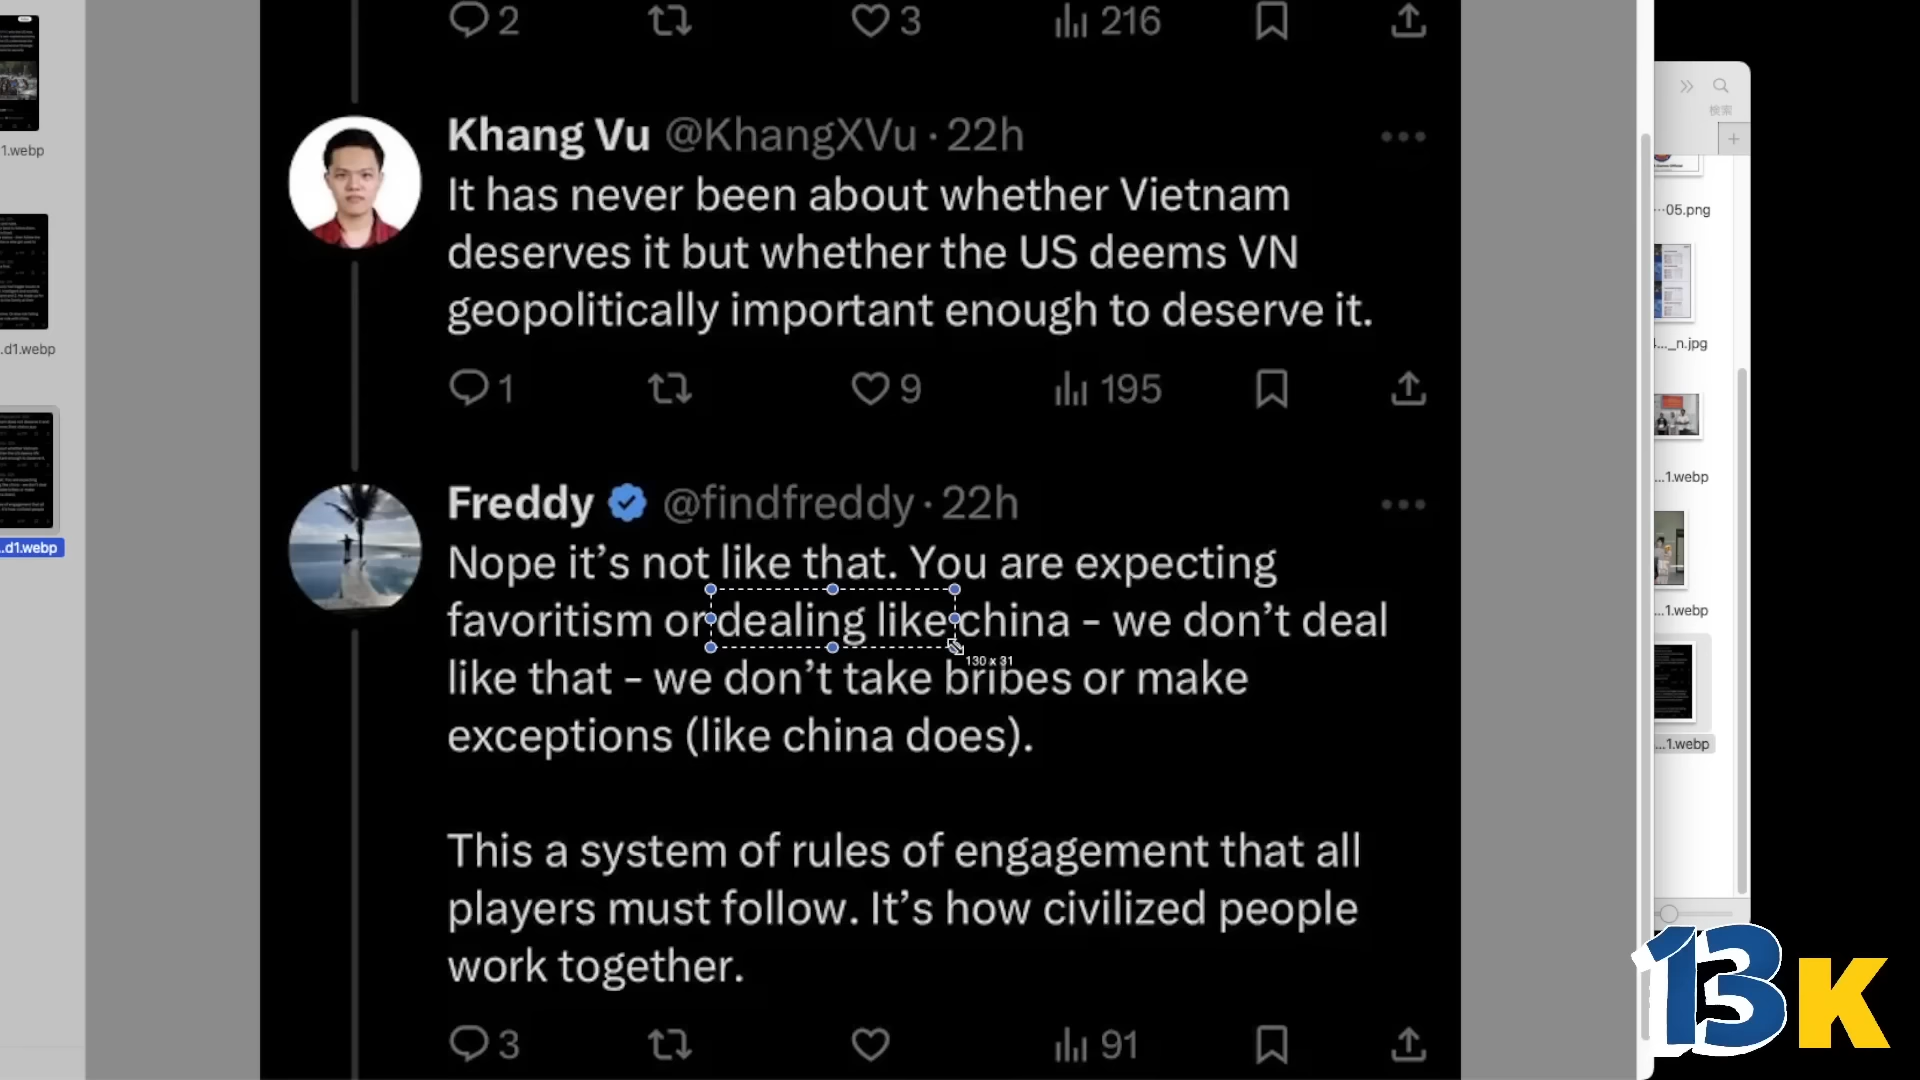 2 3 216
1.webp
Khang Vu @KhangXVu · 22h
It has never been about whether Vietnam
deserves it but whether the US deems VN
geopolitically important enough to deserve it.
1 9 195
Freddy @findfreddy · 22h
Nope it's not like that. You are expecting
favoritism or dealing like china – we don't deal
130 x 31
like that – we don't take bribes or make
exceptions (like china does).
This a system of rules of engagement that all
players must follow. It's how civilized people
work together.
3 91
.d1.webp
..d1.webp
検索
...05.png
..._n.jpg
...1.webp
...1.webp
...1.webp
13K